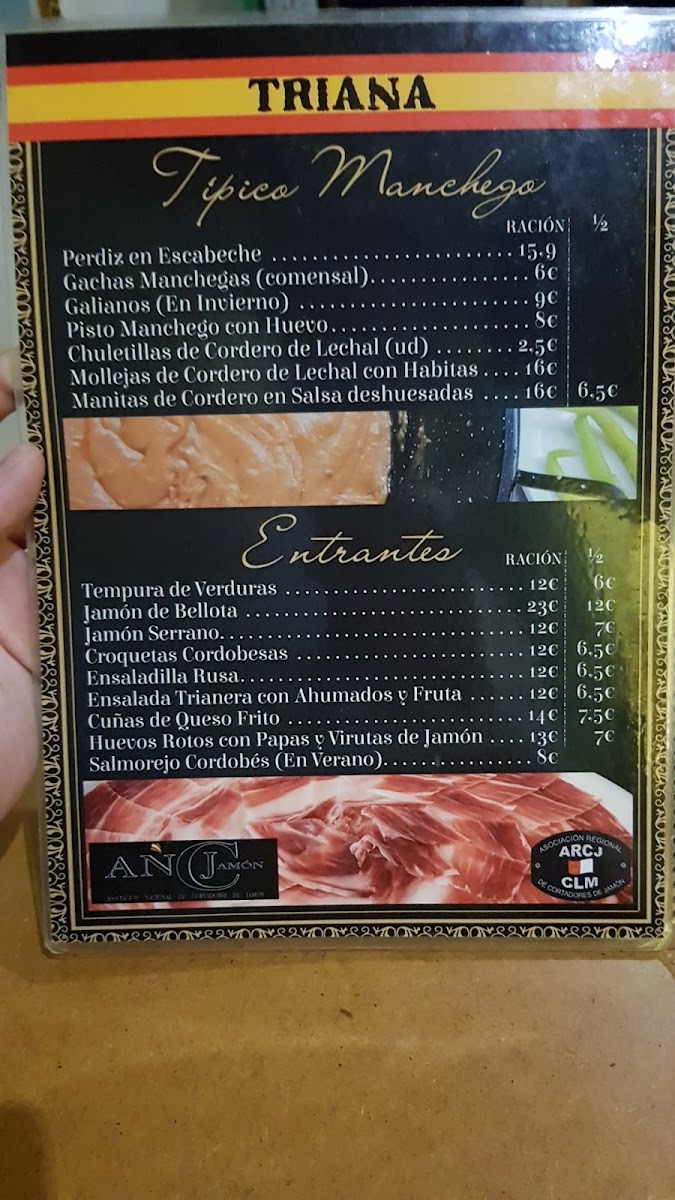 TRIANA
Típico Manchego
RACIÓN ½
Perdiz en Escabeche ........................ 15,9
Gachas Manchegas (comensal)................ 6€
Galianos (En Invierno) ...................... 9€
Pisto Manchego con Huevo.................... 8€
Chuletillas de Cordero de Lechal (ud) ........ 2,5€
Mollejas de Cordero de Lechal con Habitas .... 16€
Manitas de Cordero en Salsa deshuesadas .... 16€ 6,5€
Entrantes
RACIÓN ½
Tempura de Verduras ........................ 12€ 6€
Jamón de Bellota ............................ 23€ 12€
Jamón Serrano............................... 12€ 7€
Croquetas Cordobesas ....................... 12€ 6,5€
Ensaladilla Rusa............................. 12€ 6,5€
Ensalada Trianera con Ahumados y Fruta ...... 12€ 6,5€
Cuñas de Queso Frito ........................ 14€ 7,5€
Huevos Rotos con Papas y Virutas de Jamón .... 13€ 7€
Salmorejo Cordobés (En Verano)................ 8€
ANCJAMÓN
ASOCIACIÓN NACIONAL DE CORTADORES DE JAMÓN
ASOCIACIÓN REGIONAL
ARCJ
CLM
DE CORTADORES DE JAMÓN